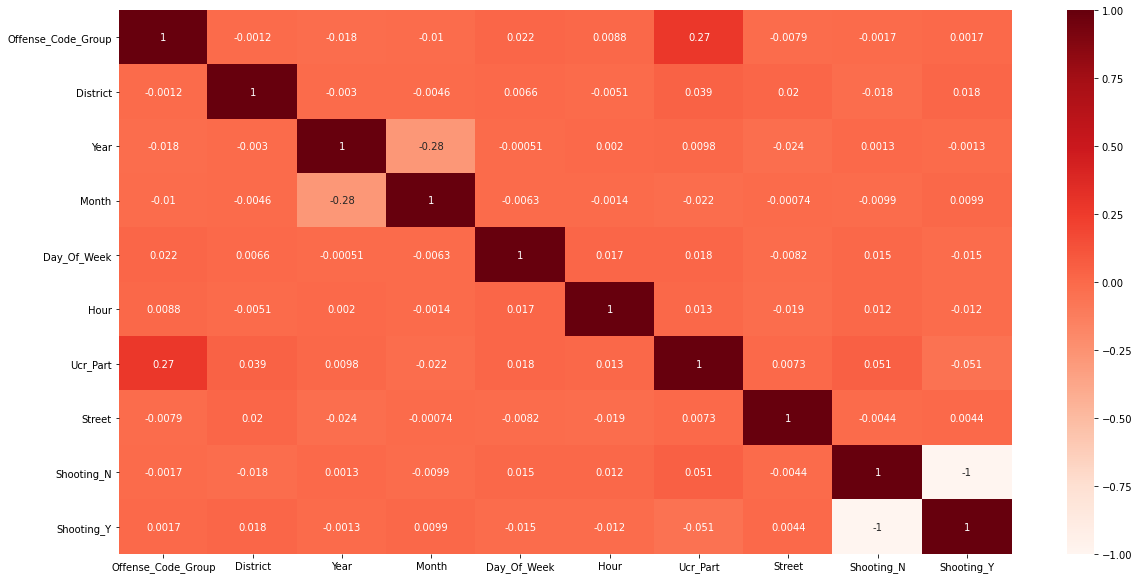 Offense_Code_Group 1 -0.0012 -0.018 -0.01 0.022 0.0088 0.27 -0.0079 -0.0017 0.0017
District -0.0012 1 -0.003 -0.0046 0.0066 -0.0051 0.039 0.02 -0.018 0.018
Year -0.018 -0.003 1 -0.28 -0.00051 0.002 0.0098 -0.024 0.0013 -0.0013
Month -0.01 -0.0046 -0.28 1 -0.0063 -0.0014 -0.022 -0.00074 -0.0099 0.0099
Day_Of_Week 0.022 0.0066 -0.00051 -0.0063 1 0.017 0.018 -0.0082 0.015 -0.015
Hour 0.0088 -0.0051 0.002 -0.0014 0.017 1 0.013 -0.019 0.012 -0.012
Ucr_Part 0.27 0.039 0.0098 -0.022 0.018 0.013 1 0.0073 0.051 -0.051
Street -0.0079 0.02 -0.024 -0.00074 -0.0082 -0.019 0.0073 1 -0.0044 0.0044
Shooting_N -0.0017 -0.018 0.0013 -0.0099 0.015 0.012 0.051 -0.0044 1 -1
Shooting_Y 0.0017 0.018 -0.0013 0.0099 -0.015 -0.012 -0.051 0.0044 -1 1
Offense_Code_Group District Year Month Day_Of_Week Hour Ucr_Part Street Shooting_N Shooting_Y
1.00
0.75
0.50
0.25
0.00
−0.25
−0.50
−0.75
−1.00